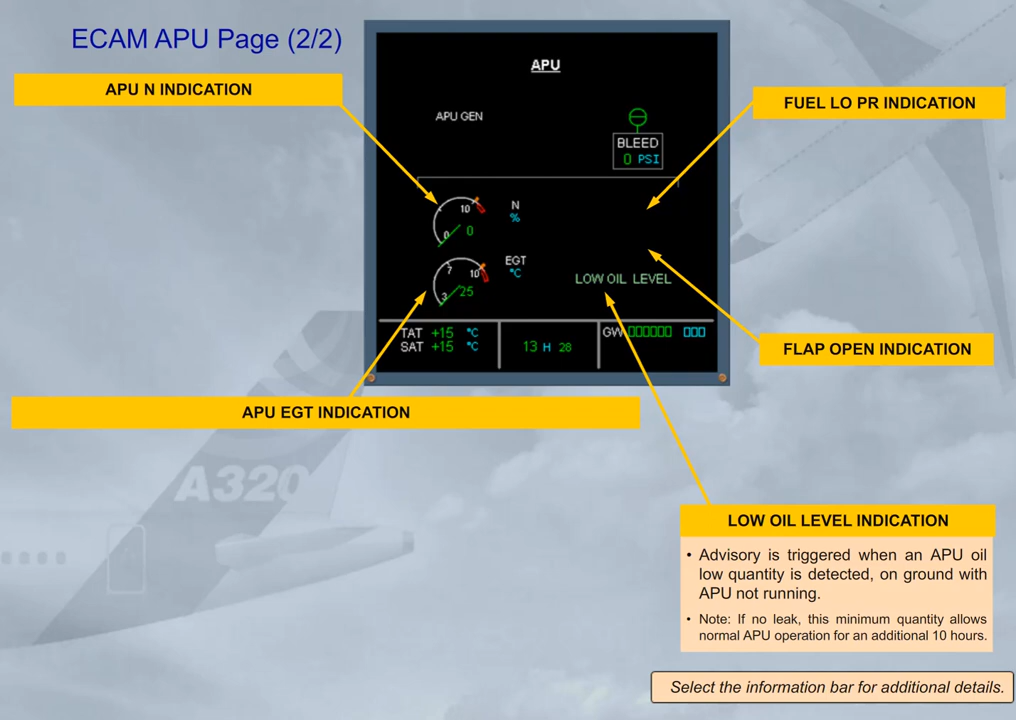 ECAM APU Page (2/2)
APU N INDICATION
FUEL LO PR INDICATION
APU
APU GEN
BLEED
0 PSI
10
0
0
N
%
7
10
3
25
EGT
°C
LOW OIL LEVEL
TAT +15 °C
SAT +15 °C
13 H 28
GW
FLAP OPEN INDICATION
APU EGT INDICATION
A320
LOW OIL LEVEL INDICATION
• Advisory is triggered when an APU oil
low quantity is detected, on ground with
APU not running.
• Note: If no leak, this minimum quantity allows
normal APU operation for an additional 10 hours.
Select the information bar for additional details.